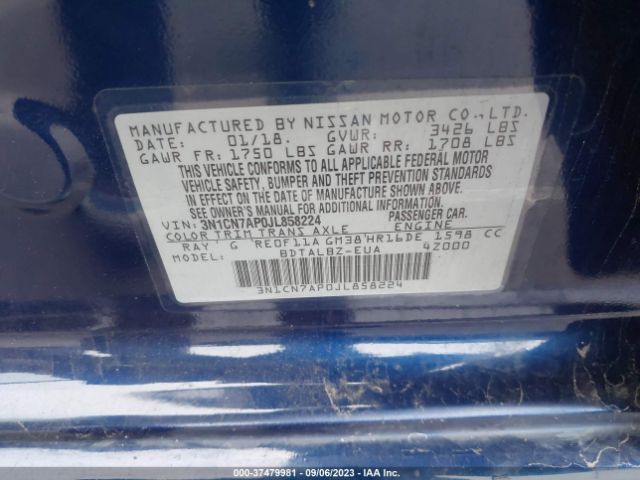 MANUFACTURED BY NISSAN MOTOR CO., LTD.
DATE: 01/18. GVWR: 3426 LBS
GAWR FR: 1750 LBS GAWR RR: 1708 LBS
THIS VEHICLE CONFORMS TO ALL APPLICABLE FEDERAL MOTOR
VEHICLE SAFETY, BUMPER AND THEFT PREVENTION STANDARDS
IN EFFECT ON THE DATE OF MANUFACTURE SHOWN ABOVE.
SEE OWNER'S MANUAL FOR ADDITIONAL INFORMATION.
VIN: 3N1CN7AP0JL858224 PASSENGER CAR.
COLOR TRIM TRANS AXLE ENGINE
RAY G RE0F11A GM38 HR16DE 1598 CC
MODEL: BDTALBZ-EUA 4Z000
3N1CN7AP0JL858224
000-37479981 - 09/06/2023 - IAA Inc.